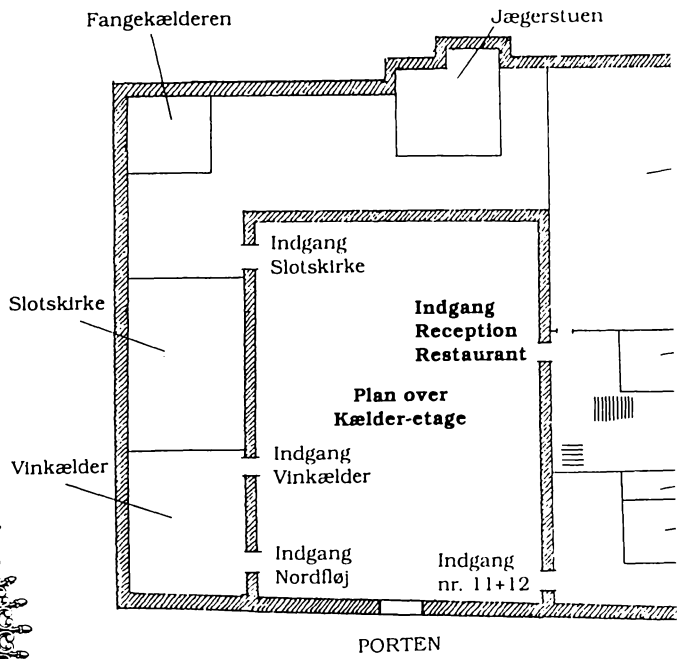 Fangekælderen
Jægerstuen
Indgang
Slotskirke
Slotskirke
Indgang
Reception
Restaurant
Plan over
Kælder-etage
Vinkælder
Indgang
Vinkælder
Indgang
Nordfløj
Indgang
nr. 11+12
PORTEN